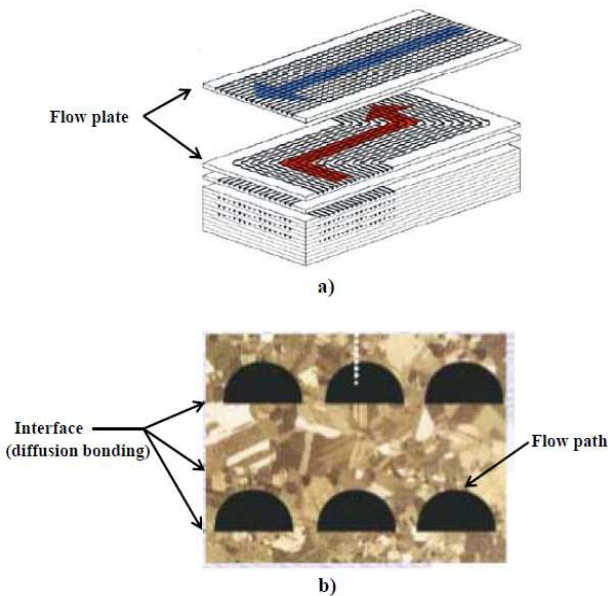 Flow plate
a)
Interface
(diffusion bonding)
Flow path
b)